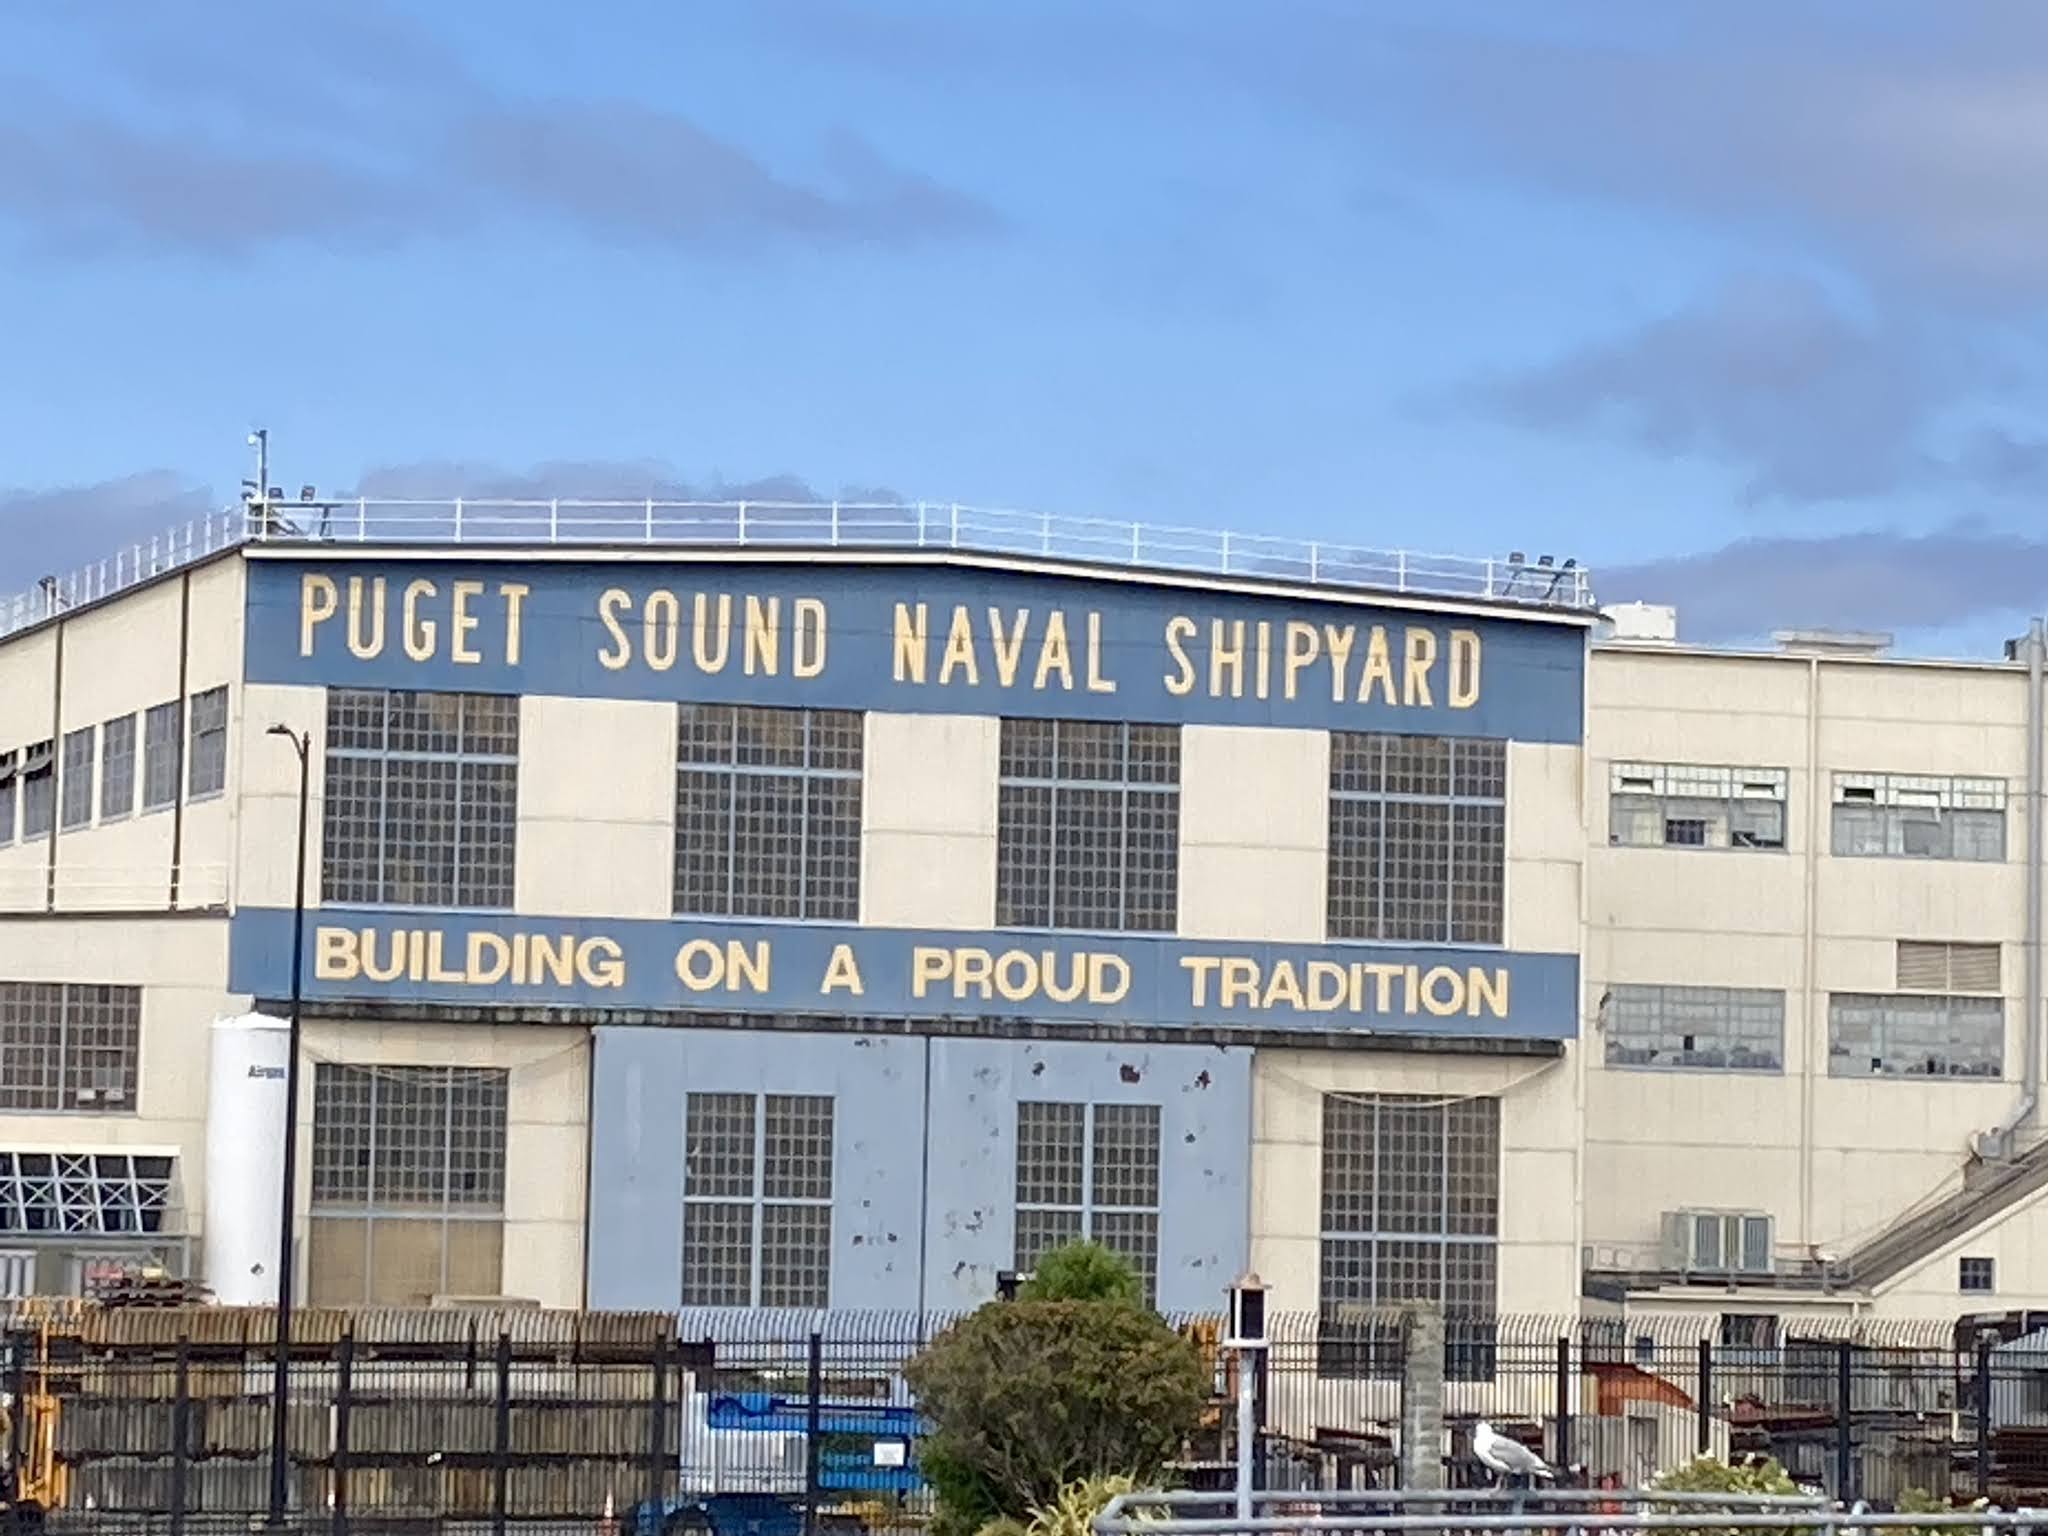 PUGET SOUND NAVAL SHIPYARD
BUILDING ON A PROUD TRADITION